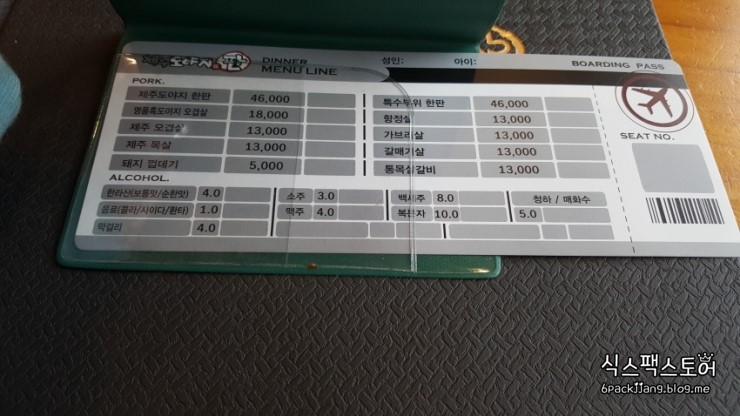 제주도야지 판
DINNER MENU LINE 성인: 아이: BOARDING PASS
PORK.
제주도야지 한판 46,000 특수부위 한판 46,000
명품흑도야지 오겹살 18,000 항정살 13,000
제주 오겹살 13,000 가브리살 13,000
제주 목살 13,000 갈매기살 13,000
돼지 껍데기 5,000 통목살갈비 13,000
SEAT NO.
ALCOHOL.
한라산(보통맛/순한맛) 4.0 소주 3.0 백세주 8.0 청하 / 매화수
음료(콜라/사이다/환타) 1.0 맥주 4.0 복분자 10.0 5.0
막걸리 4.0
식스팩스토어
6packjjang.blog.me